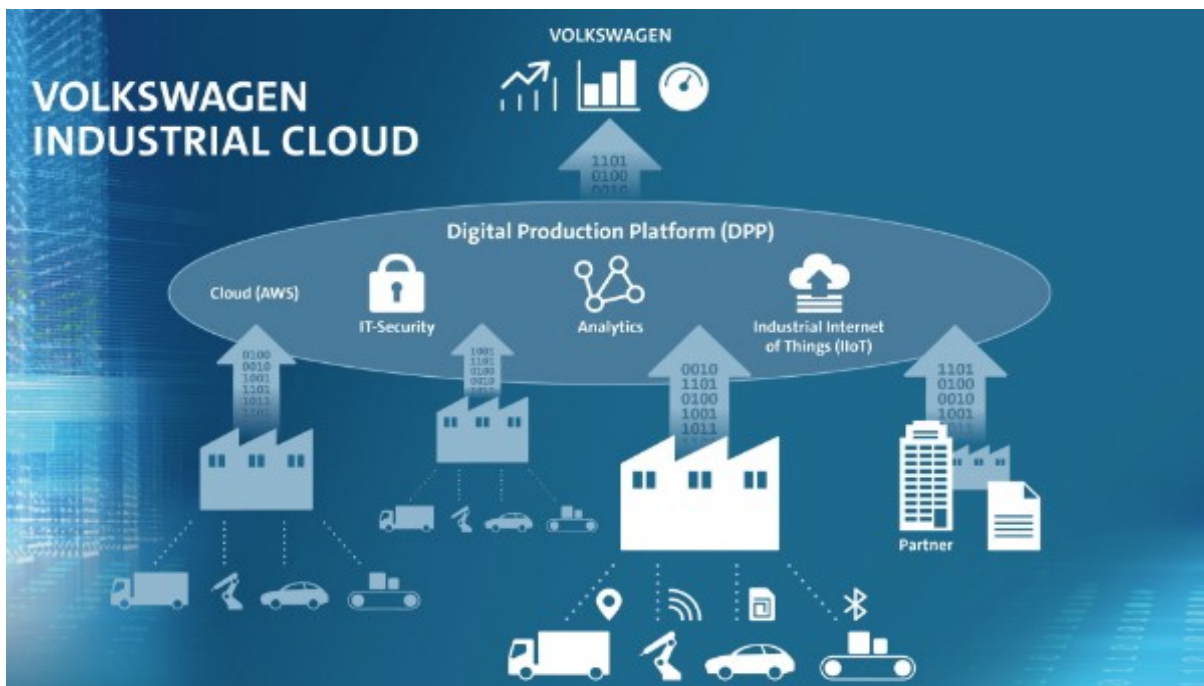 VOLKSWAGEN
VOLKSWAGEN
INDUSTRIAL CLOUD
1101
0100
0010
Digital Production Platform (DPP)
Cloud (AWS)
IT-Security
Analytics
Industrial Internet
of Things (IIoT)
0100
0010
1001
1101
1011
1001
1101
0100
0010
0010
1101
0100
1001
1011
1101
0100
0010
1001
1011
Partner